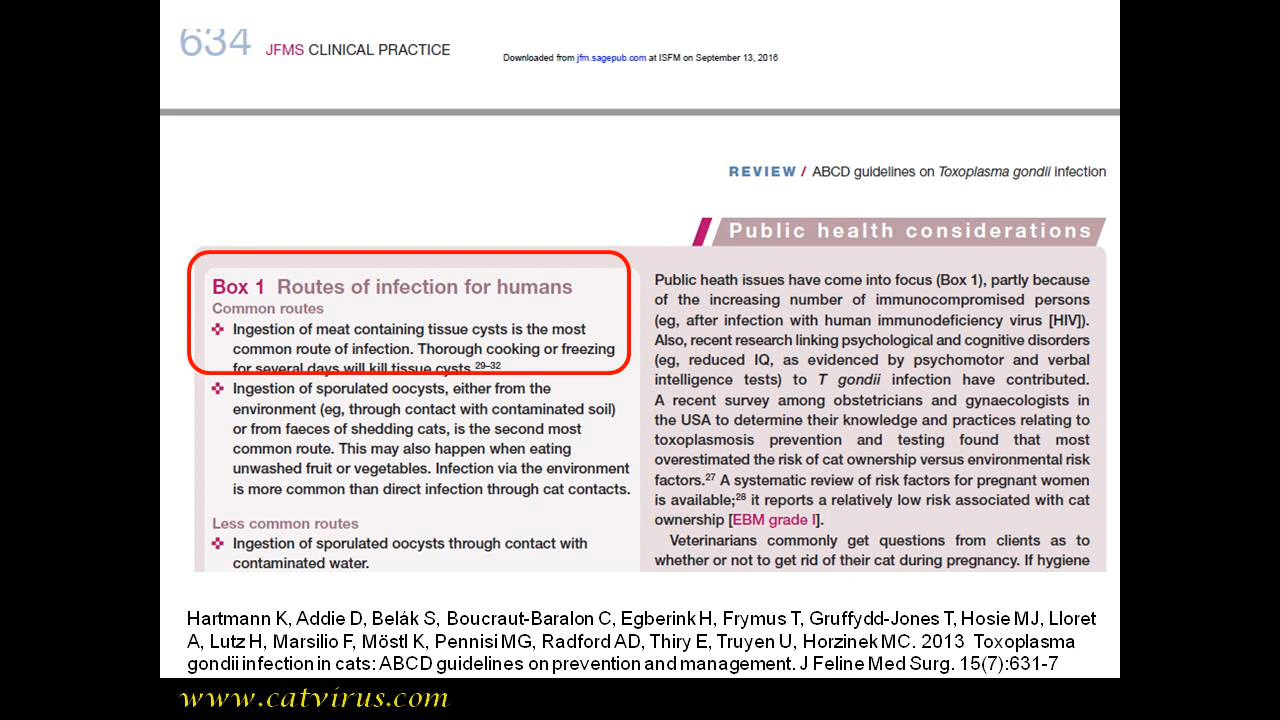 634 JFMS CLINICAL PRACTICE
Downloaded from jfm.sagepub.com at ISFM on September 13, 2016
REVIEW / ABCD guidelines on Toxoplasma gondii infection
Public health considerations
Box 1 Routes of infection for humans
Common routes
Ingestion of meat containing tissue cysts is the most
common route of infection. Thorough cooking or freezing
for several days will kill tissue cysts.29–32
Ingestion of sporulated oocysts, either from the
environment (eg, through contact with contaminated soil)
or from faeces of shedding cats, is the second most
common route. This may also happen when eating
unwashed fruit or vegetables. Infection via the environment
is more common than direct infection through cat contacts.
Less common routes
Ingestion of sporulated oocysts through contact with
contaminated water.
Public heath issues have come into focus (Box 1), partly because
of the increasing number of immunocompromised persons
(eg, after infection with human immunodeficiency virus [HIV]).
Also, recent research linking psychological and cognitive disorders
(eg, reduced IQ, as evidenced by psychomotor and verbal
intelligence tests) to T gondii infection have contributed.
A recent survey among obstetricians and gynaecologists in
the USA to determine their knowledge and practices relating to
toxoplasmosis prevention and testing found that most
overestimated the risk of cat ownership versus environmental risk
factors.27 A systematic review of risk factors for pregnant women
is available;28 it reports a relatively low risk associated with cat
ownership [EBM grade I].
Veterinarians commonly get questions from clients as to
whether or not to get rid of their cat during pregnancy. If hygiene
Hartmann K, Addie D, Belák S, Boucraut-Baralon C, Egberink H, Frymus T, Gruffydd-Jones T, Hosie MJ, Lloret
A, Lutz H, Marsilio F, Möstl K, Pennisi MG, Radford AD, Thiry E, Truyen U, Horzinek MC. 2013 Toxoplasma
gondii infection in cats: ABCD guidelines on prevention and management. J Feline Med Surg. 15(7):631-7
www.catvirus.com